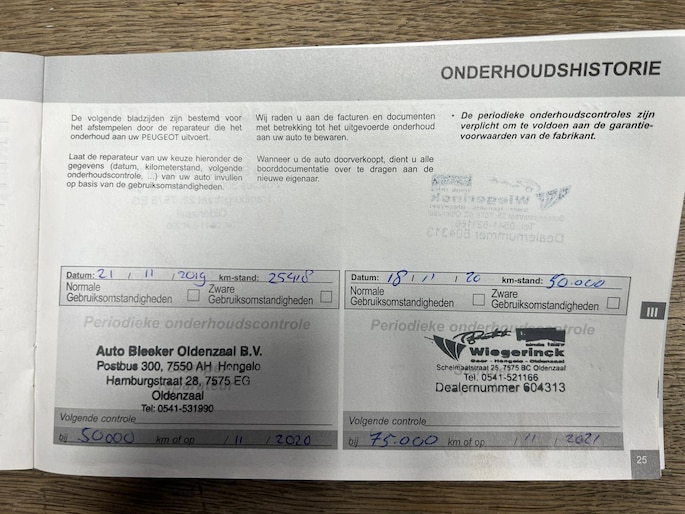 ONDERHOUDSHISTORIE
De volgende bladzijden zijn bestemd voor
het afstempelen door de reparateur die het
onderhoud aan uw PEUGEOT uitvoert.
Laat de reparateur van uw keuze hieronder de
gegevens (datum, kilometerstand, volgende
onderhoudscontrole, ...) van uw auto invullen
op basis van de gebruiksomstandigheden.
Wij raden u aan de facturen en documenten
met betrekking tot het uitgevoerde onderhoud
aan uw auto te bewaren.
Wanneer u de auto doorverkoopt, dient u alle
boorddocumentatie over te dragen aan de
nieuwe eigenaar.
• De periodieke onderhoudscontroles zijn
verplicht om te voldoen aan de garantie-
voorwaarden van de fabrikant.
Wiegerinck
Dealernummer 604313
Datum: 21 / 11 / 2019 km-stand: 25418
Normale Zware
Gebruiksomstandigheden Gebruiksomstandigheden
Periodieke onderhoudscontrole
Auto Bleeker Oldenzaal B.V.
Postbus 300, 7550 AH Hengelo
Hamburgstraat 28, 7575 EG
Oldenzaal
Tel: 0541-531990
Volgende controle
bij 50000 km of op / 11 / 2020
Datum: 18 / 11 / 20 km-stand: 50.000
Normale Zware
Gebruiksomstandigheden Gebruiksomstandigheden
Periodieke onderhoudscontrole
sinds 1887
Wiegerinck
Goor - Hengelo - Oldenzaal
Schelmaatstraat 25, 7575 BC Oldenzaal
Tel. 0541-521166
Dealernummer 604313
Volgende controle
bij 75.000 km of op / 11 / 2021
III
25